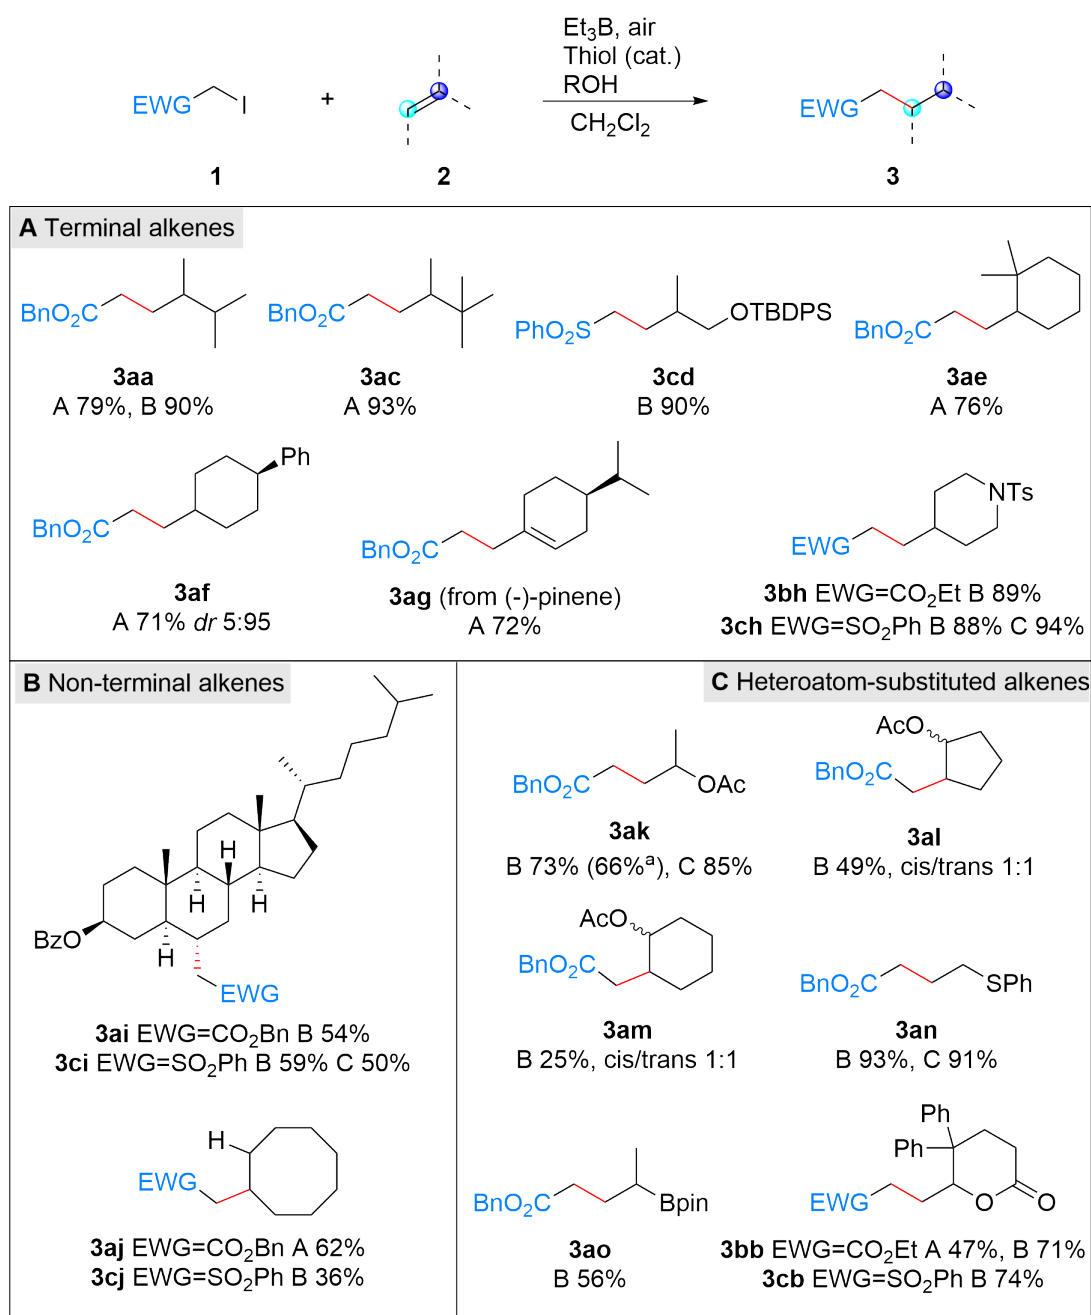 Et3B, air
Thiol (cat.)
ROH
CH2Cl2
EWG I + EWG
1 2 3
A Terminal alkenes
BnO2C BnO2C PhO2S OTBDPS BnO2C
3aa 3ac 3cd 3ae
A 79%, B 90% A 93% B 90% A 76%
BnO2C Ph BnO2C EWG NTs
3af 3ag (from (-)-pinene) 3bh EWG=CO2Et B 89%
A 71% dr 5:95 A 72% 3ch EWG=SO2Ph B 88% C 94%
B Non-terminal alkenes
H
H H
BzO H
EWG
3ai EWG=CO2Bn B 54%
3ci EWG=SO2Ph B 59% C 50%
H
EWG
3aj EWG=CO2Bn A 62%
3cj EWG=SO2Ph B 36%
C Heteroatom-substituted alkenes
AcO
BnO2C OAc BnO2C
3ak 3al
B 73% (66%a), C 85% B 49%, cis/trans 1:1
AcO
BnO2C BnO2C SPh
3am 3an
B 25%, cis/trans 1:1 B 93%, C 91%
Ph
Ph
BnO2C Bpin EWG O O
3ao 3bb EWG=CO2Et A 47%, B 71%
B 56% 3cb EWG=SO2Ph B 74%